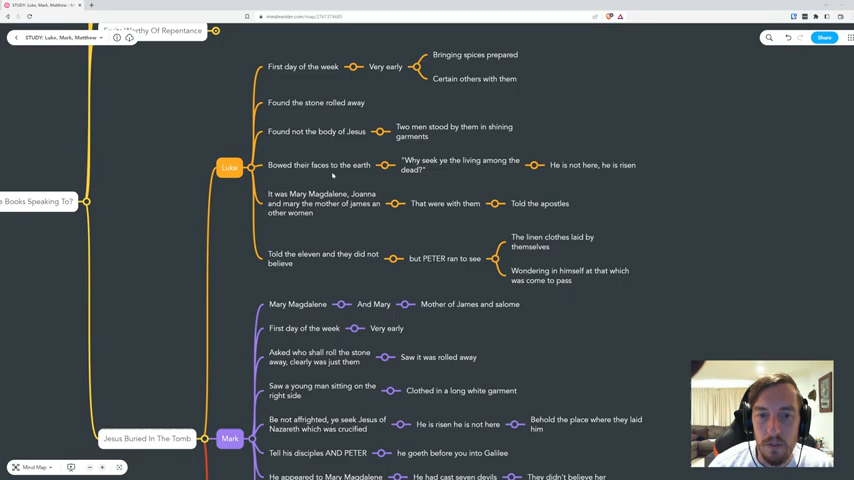 STUDY: Luke, Mark, Matthew
mindmeister.com/map/2767374685
STUDY: Luke, Mark, Matthew
Share
Fruits Worthy Of Repentance
e Books Speaking To?
Jesus Buried In The Tomb
Luke
First day of the week
Very early
Bringing spices prepared
Certain others with them
Found the stone rolled away
Found not the body of Jesus
Two men stood by them in shining
garments
Bowed their faces to the earth
"Why seek ye the living among the
dead?"
He is not here, he is risen
It was Mary Magdalene, Joanna
and mary the mother of james an
other women
That were with them
Told the apostles
Told the eleven and they did not
believe
but PETER ran to see
The linen clothes laid by
themselves
Wondering in himself at that which
was come to pass
Mark
Mary Magdalene
And Mary
Mother of James and salome
First day of the week
Very early
Asked who shall roll the stone
away, clearly was just them
Saw it was rolled away
Saw a young man sitting on the
right side
Clothed in a long white garment
Be not affrighted, ye seek Jesus of
Nazareth which was crucified
He is risen he is not here
Behold the place where they laid
him
Tell his disciples AND PETER
he goeth before you into Galilee
He appeared to Mary Magdalene
He had cast seven devils
They didn't believe her
Mind Map